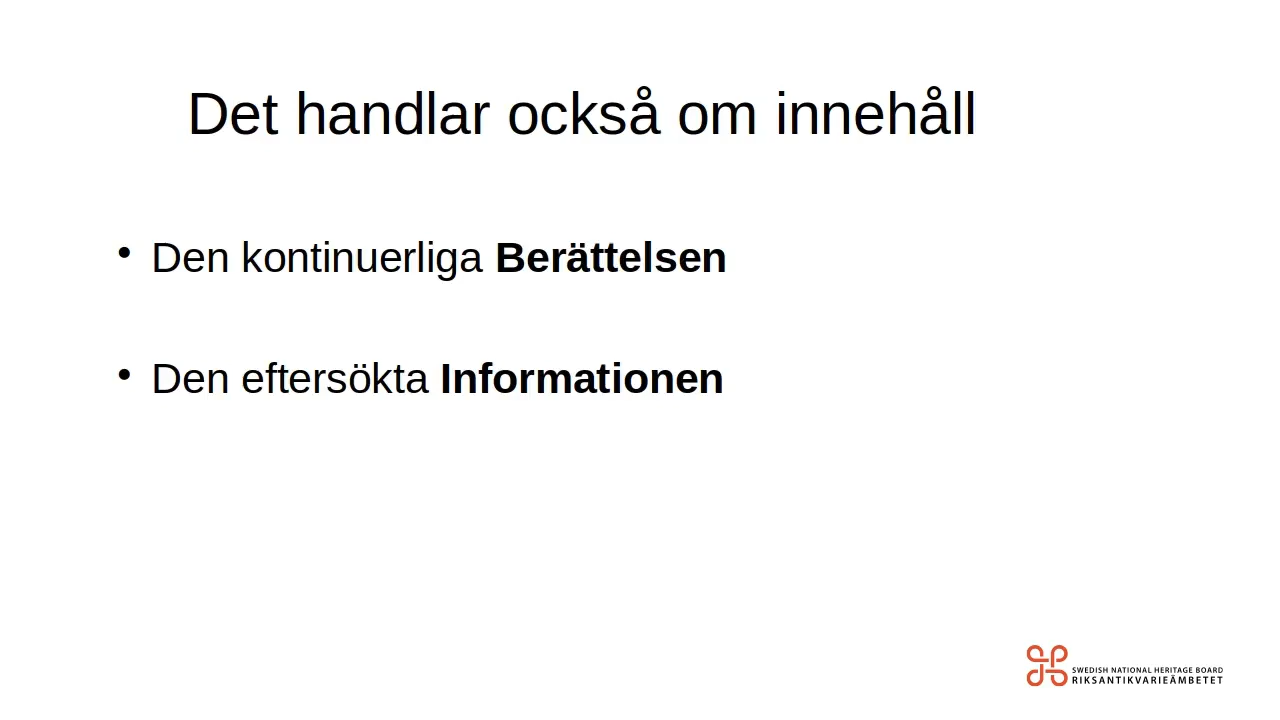 Det handlar också om innehåll
• Den kontinuerliga Berättelsen
• Den eftersökta Informationen
SWEDISH NATIONAL HERITAGE BOARD
RIKSANTIKVARIEÄMBETET